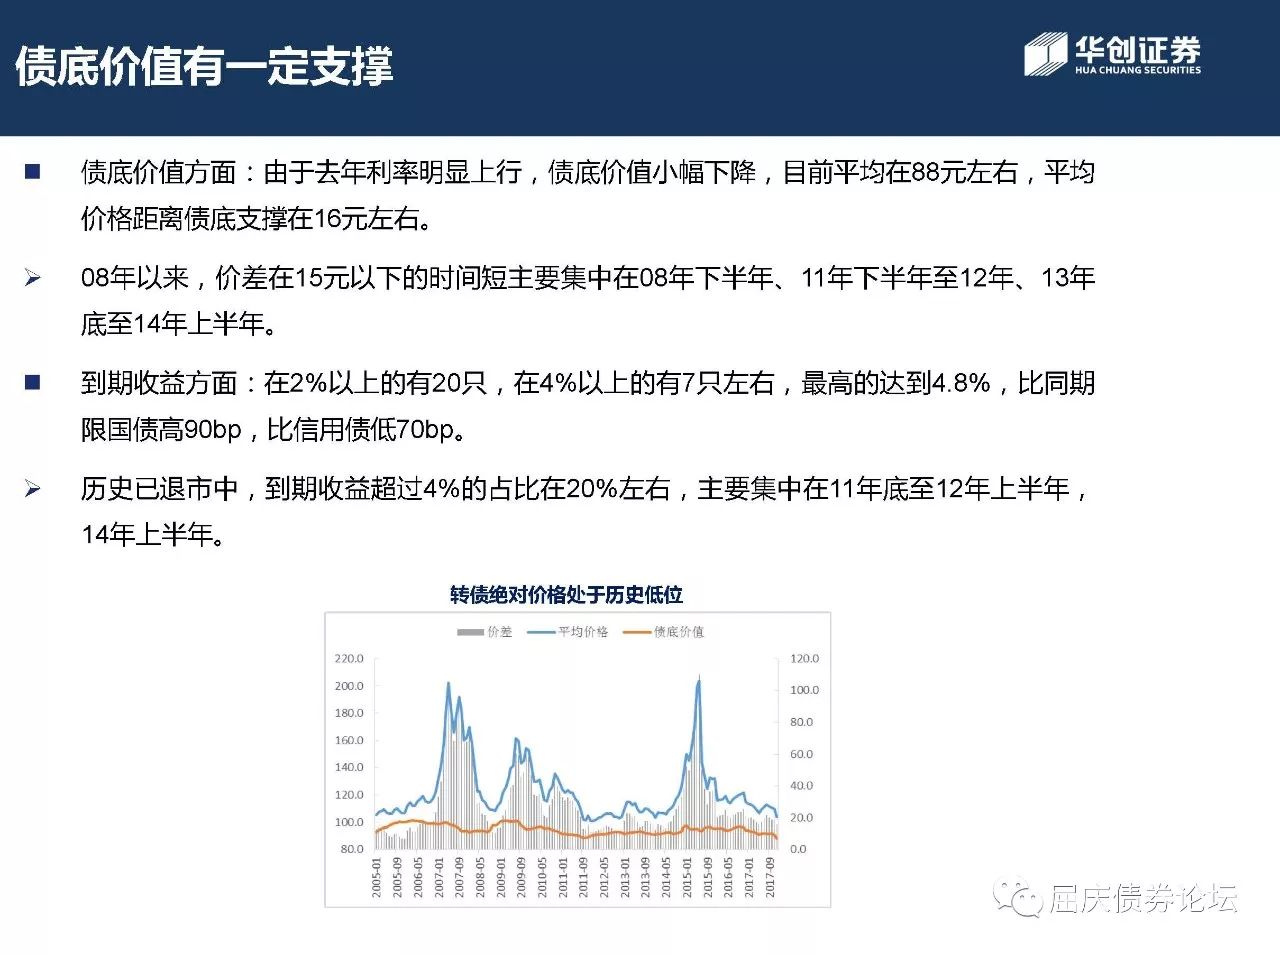 债底价值有一定支撑
华创证券
HUA CHUANG SECURITIES
债底价值方面：由于去年利率明显上行，债底价值小幅下降，目前平均在88元左右，平均
价格距离债底支撑在16元左右。
08年以来，价差在15元以下的时间短主要集中在08年下半年、11年下半年至12年、13年
底至14年上半年。
到期收益方面：在2%以上的有20只，在4%以上的有7只左右，最高的达到4.8%，比同期
限国债高90bp，比信用债低70bp。
历史已退市中，到期收益超过4%的占比在20%左右，主要集中在11年底至12年上半年，
14年上半年。
转债绝对价格处于历史低位
价差 平均价格 债底价值
220.0 120.0
200.0 100.0
180.0 80.0
160.0 60.0
140.0 40.0
120.0 20.0
100.0 0.0
80.0
2005-01 2005-09 2006-05 2007-01 2007-09 2008-05 2009-01 2009-09 2010-05 2011-01 2011-09 2012-05 2013-01 2013-09 2014-05 2015-01 2015-09 2016-05 2017-01 2017-09
屈庆债券论坛